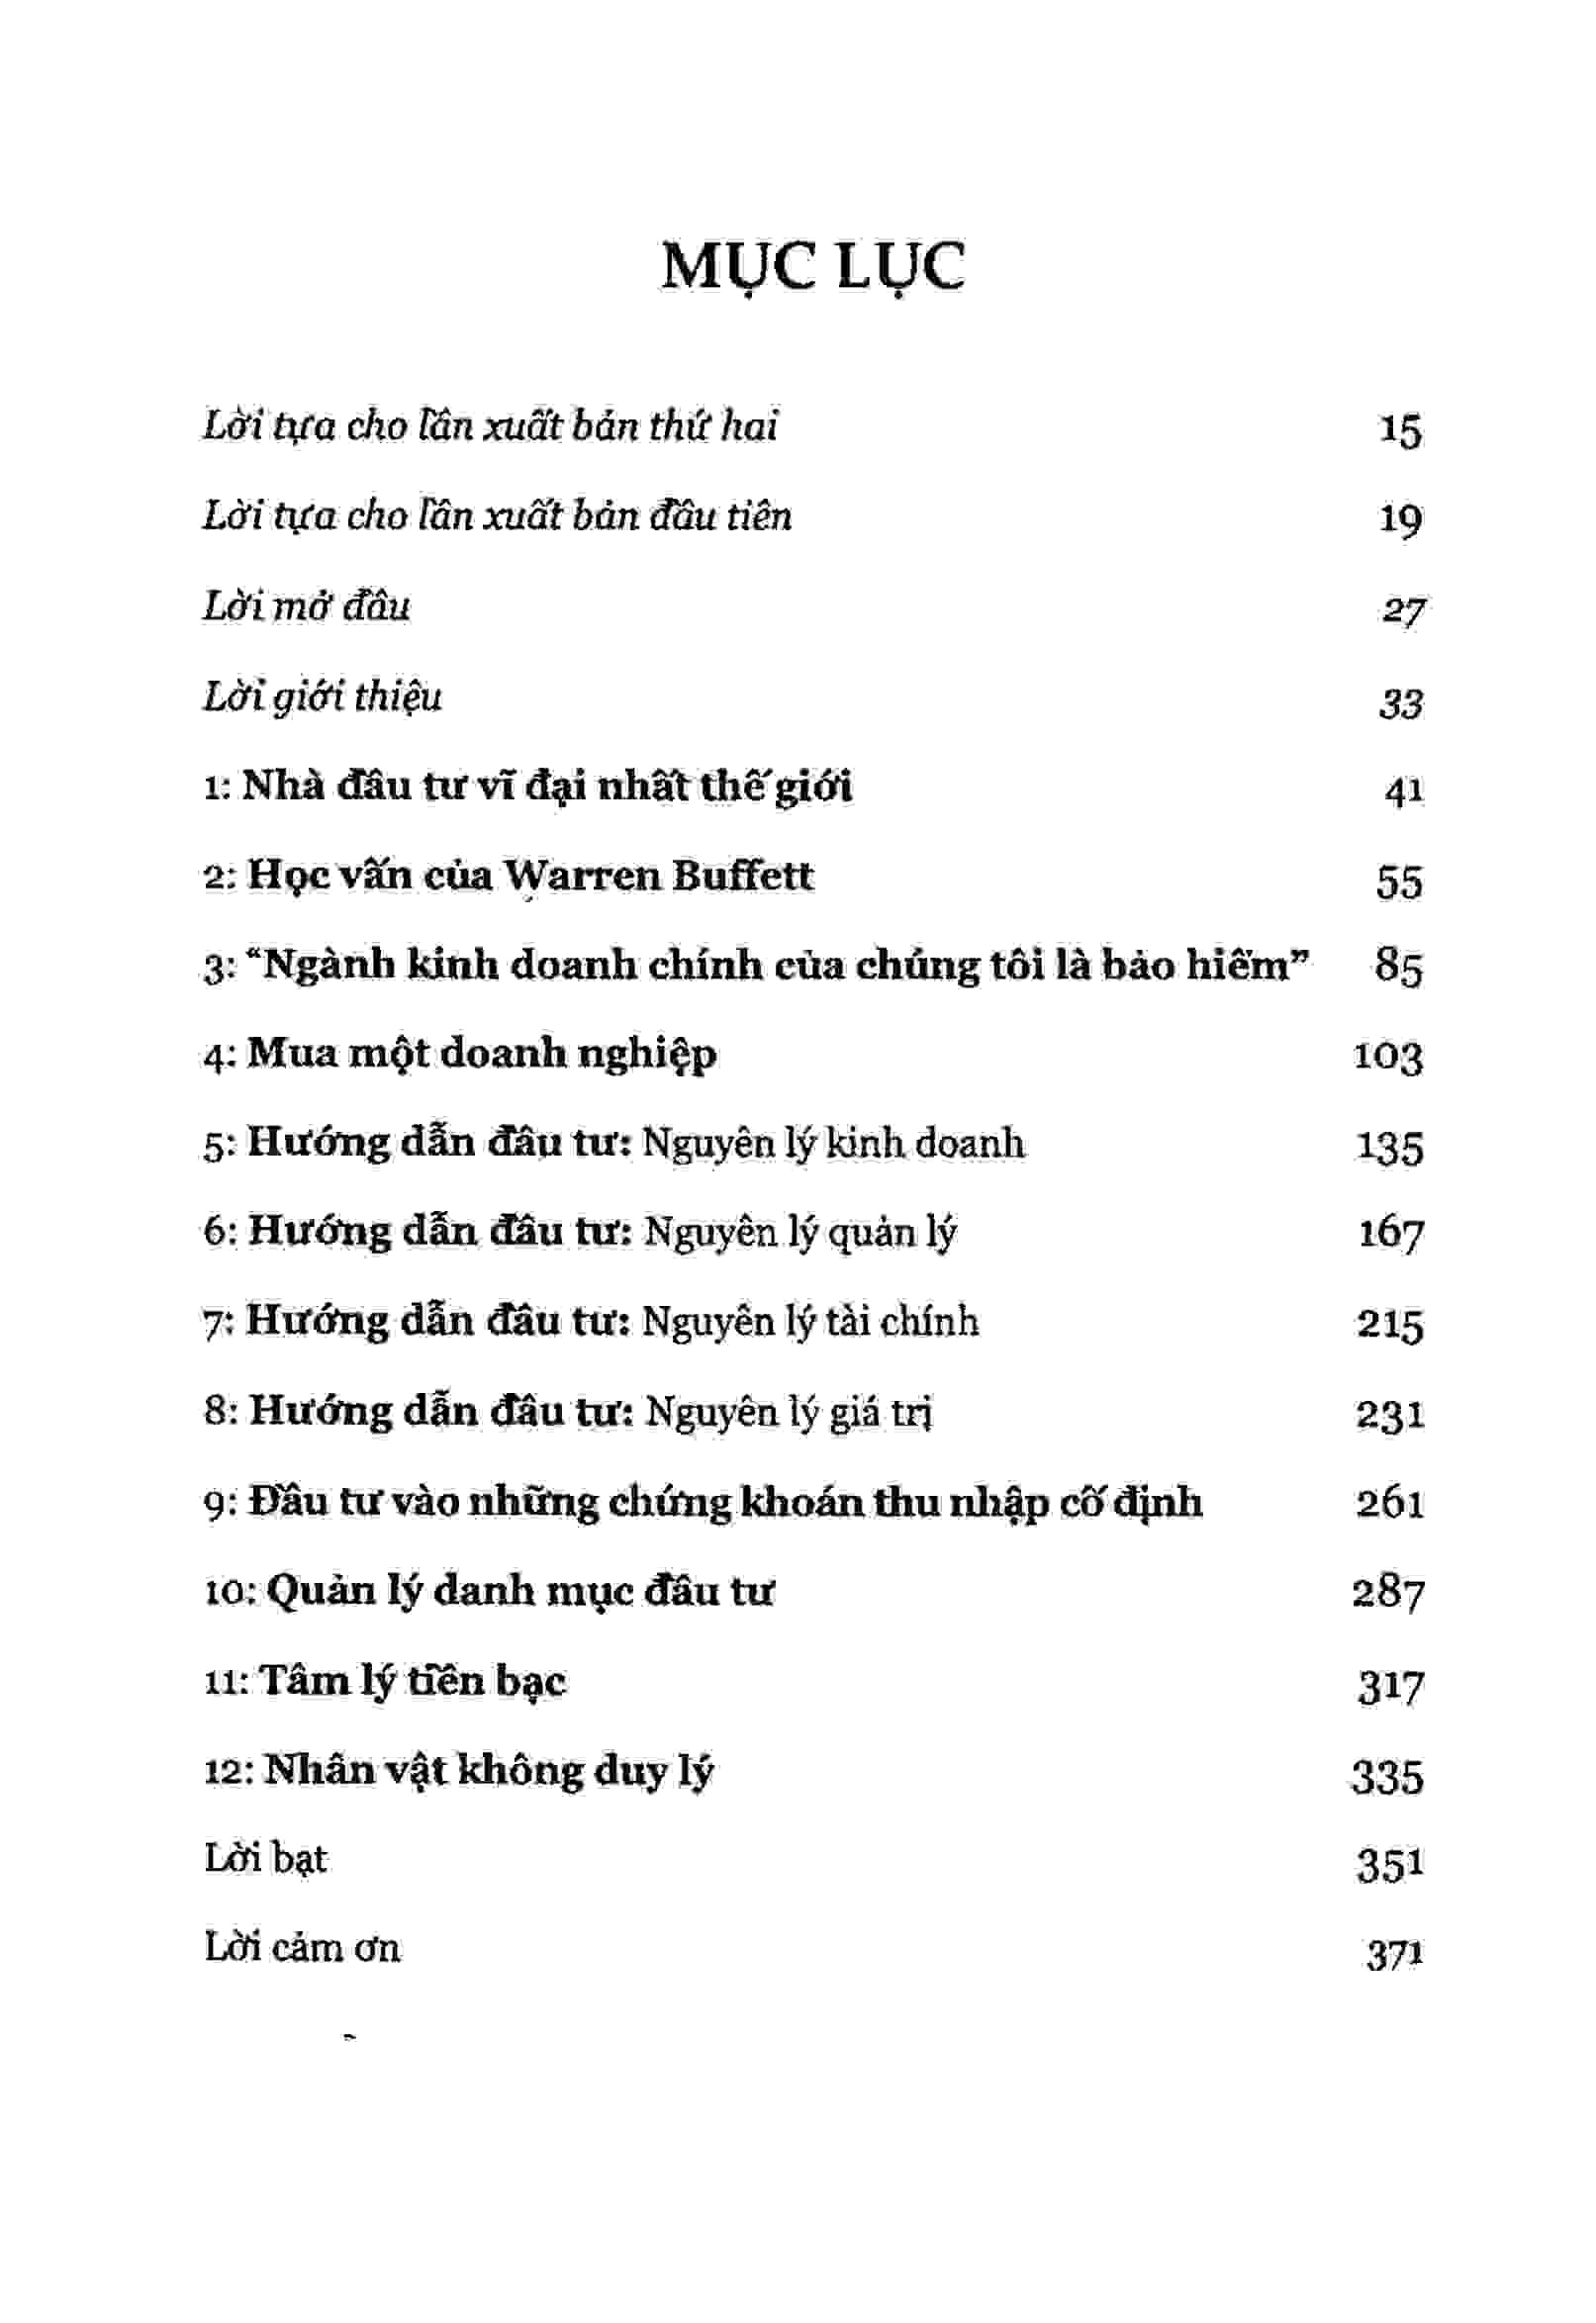 MỤC LỤC
Lời tựa cho lần xuất bản thứ hai 15
Lời tựa cho lần xuất bản đầu tiên 19
Lời mở đầu 27
Lời giới thiệu 33
1: Nhà đầu tư vĩ đại nhất thế giới 41
2: Học vấn của Warren Buffett 55
3: “Ngành kinh doanh chính của chúng tôi là bảo hiểm” 85
4: Mua một doanh nghiệp 103
5: Hướng dẫn đầu tư: Nguyên lý kinh doanh 135
6: Hướng dẫn đầu tư: Nguyên lý quản lý 167
7: Hướng dẫn đầu tư: Nguyên lý tài chính 215
8: Hướng dẫn đầu tư: Nguyên lý giá trị 231
9: Đầu tư vào những chứng khoán thu nhập cố định 261
10: Quản lý danh mục đầu tư 287
11: Tâm lý tiền bạc 317
12: Nhân vật không duy lý 335
Lời bạt 351
Lời cảm ơn 371